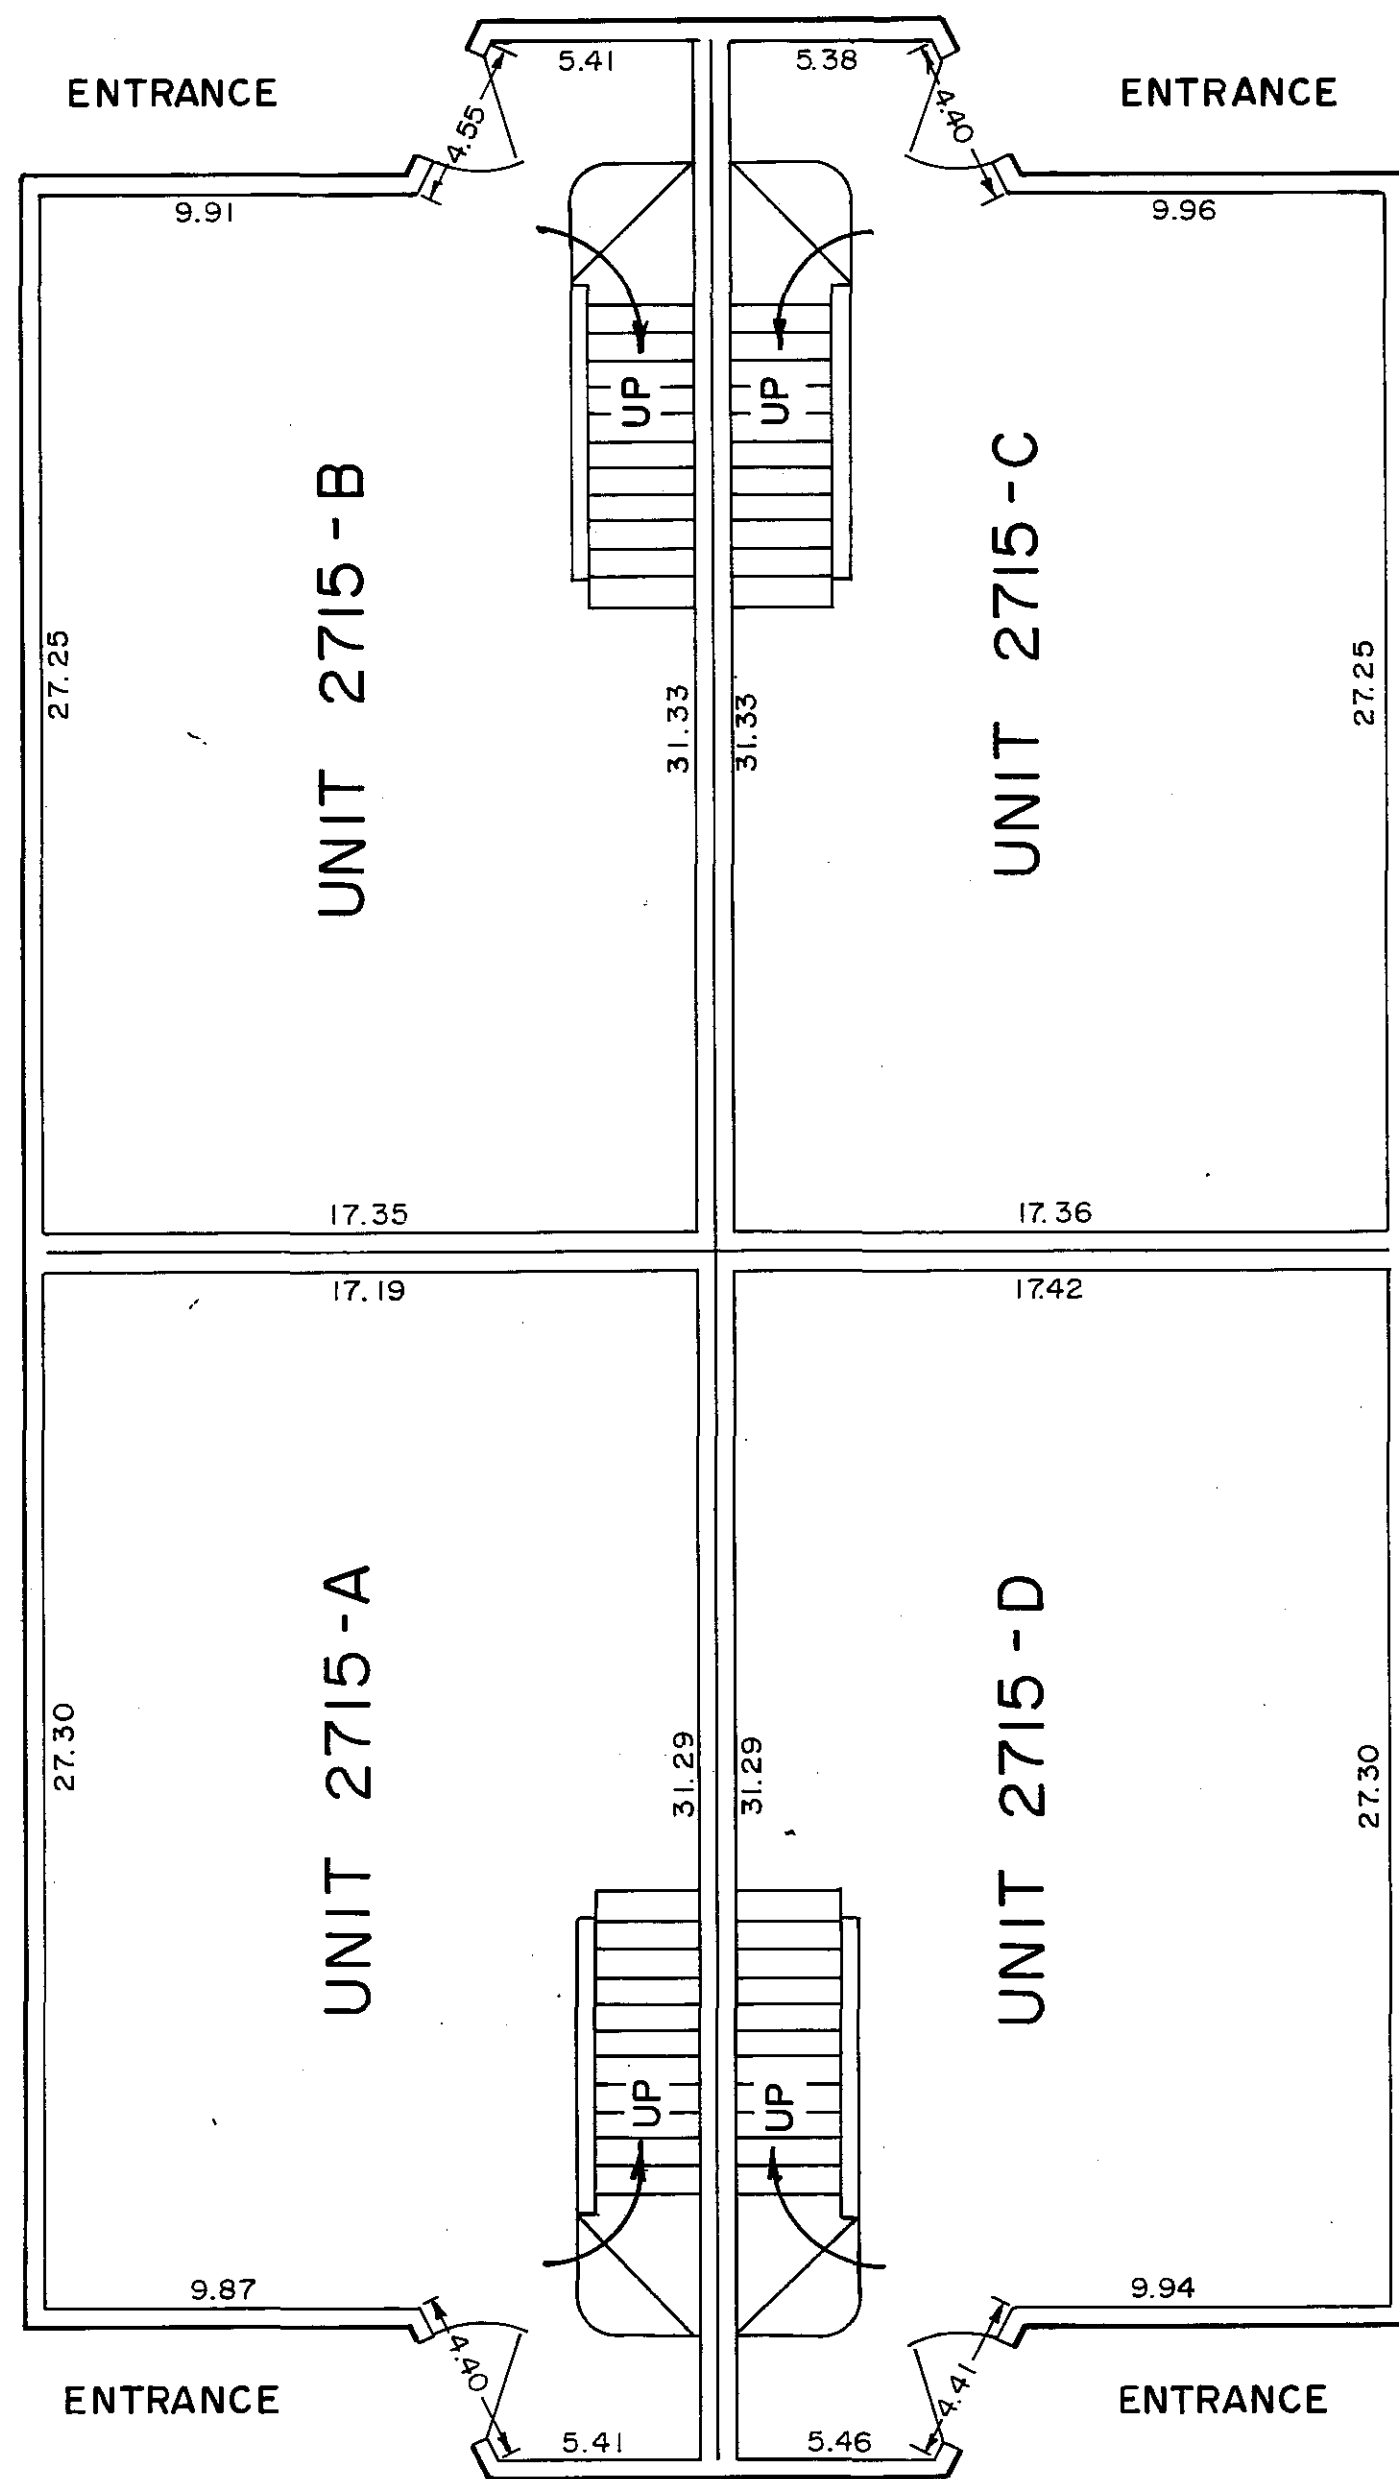 5.41
5.38
ENTRANCE
ENTRANCE
4.55
4.40
9.91
9.96
UP
UP
UNIT 2715-B
UNIT 2715-C
27.25
31.33
31.33
27.25
17.35
17.36
17.19
17.42
UNIT 2715-A
UNIT 2715-D
27.30
31.29
31.29
27.30
UP
UP
9.87
9.94
4.40
4.41
ENTRANCE
ENTRANCE
5.41
5.46